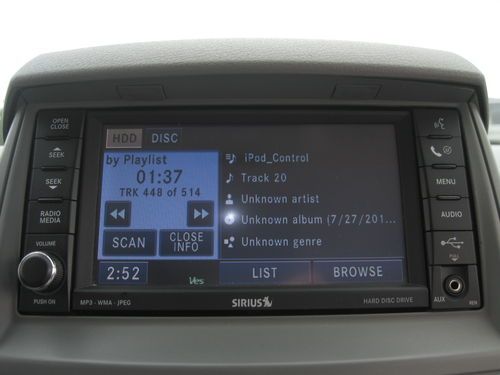 OPEN
CLOSE
SEEK
SEEK
RADIO
MEDIA
VOLUME
PUSH ON
HDD DISC
by Playlist
01:37
TRK 448 of 514
SCAN
CLOSE
INFO
2:52
iPod_Control
Track 20
Unknown artist
Unknown album (7/27/201...
Unknown genre
LIST
BROWSE
MP3 - WMA - JPEG
SIRIUS
HARD DISC DRIVE
MENU
AUDIO
PULL
AUX